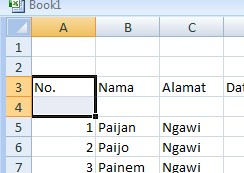 Book1
A B C
1
2
3 No. Nama Alamat Dat
4
5 1 Paijan Ngawi
6 2 Paijo Ngawi
7 3 Painem Ngawi